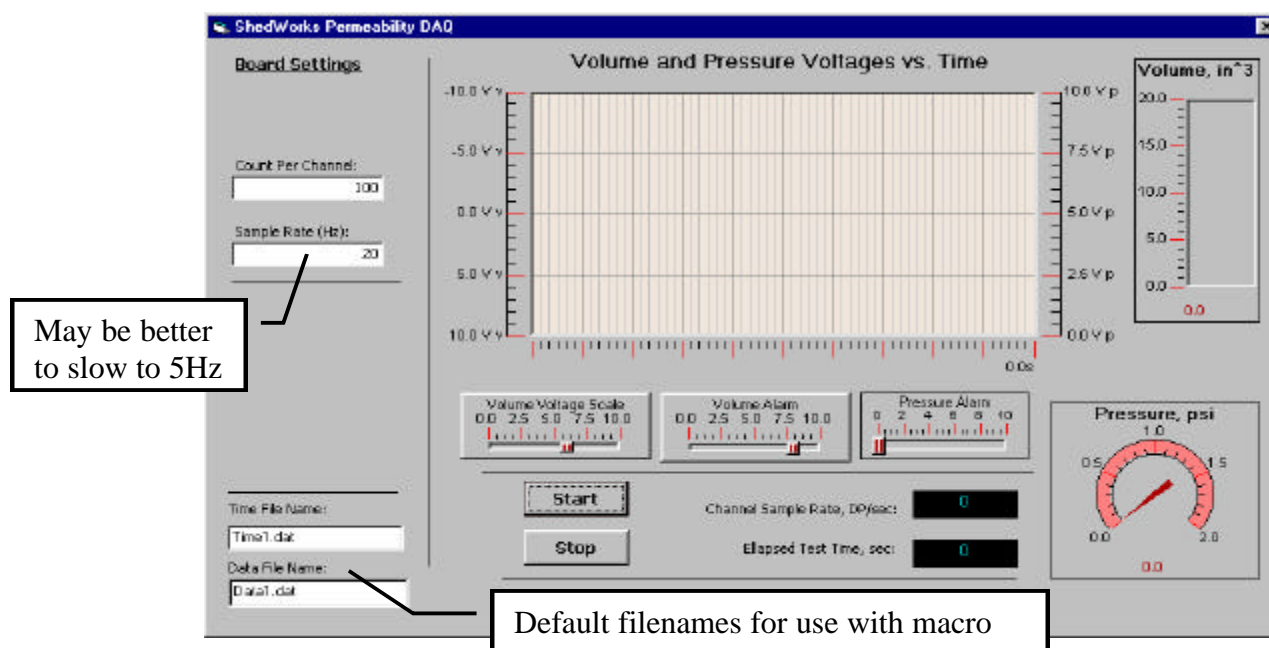 ShedWorks Permeability DAQ
Board Settings
Count Per Channel:
100
Sample Rate (Hz):
20
May be better
to slow to 5Hz
Time File Name:
Time1.dat
Data File Name:
Data1.dat
Volume and Pressure Voltages vs. Time
-10.0 V v
-5.0 V v
0.0 V v
5.0 V v
10.0 V v
10.0 V p
7.5 V p
5.0 V p
2.5 V p
0.0 V p
0.0s
Volume, in^3
20.0
15.0
10.0
5.0
0.0
0.0
Volume Voltage Scale
0.0 2.5 5.0 7.5 10.0
Volume Alarm
0.0 2.5 5.0 7.5 10.0
Pressure Alarm
0 2 4 6 8 10
Start
Stop
Channel Sample Rate, DP/sec:
0
Ellapsed Test Time, sec:
0
Pressure, psi
1.0
0.5
1.5
0.0
2.0
0.0
Default filenames for use with macro